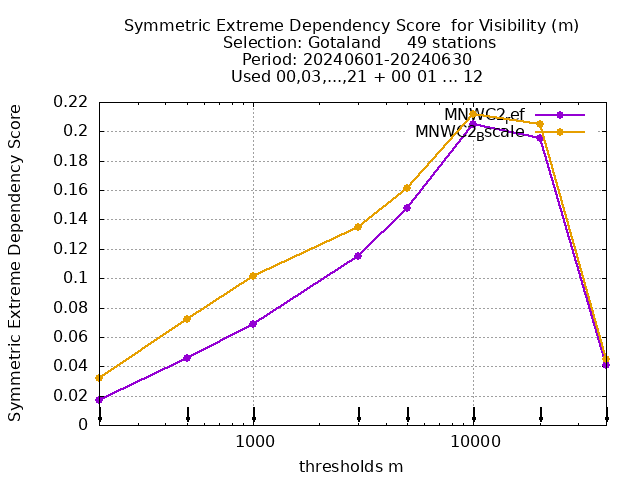 Symmetric Extreme Dependency Score  for Visibility (m)
Selection: Gotaland     49 stations
Period: 20240601-20240630
Used 00,03,...,21 + 00 01 ... 12
Symmetric Extreme Dependency Score
0.22
0.2
0.18
0.16
0.14
0.12
0.1
0.08
0.06
0.04
0.02
0
MNWC2ref
MNWC2Bscale
1000
10000
thresholds m